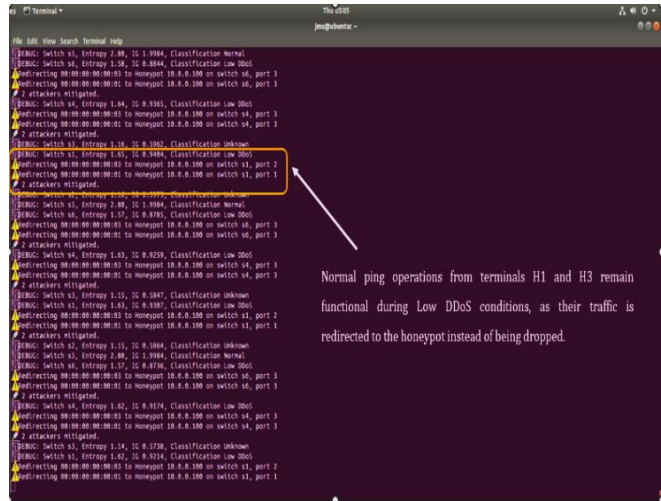 es Terminal
Thu 05:05
jms@ubuntu: ~
File Edit View Search Terminal Help
DEBUG: Switch s3, Entropy 2.00, IG 1.9984, Classification Normal
DEBUG: Switch s6, Entropy 1.58, IG 0.8844, Classification Low DDoS
Redirecting 00:00:00:00:00:03 to Honeypot 10.0.0.100 on switch s6, port 3
Redirecting 00:00:00:00:00:01 to Honeypot 10.0.0.100 on switch s6, port 3
2 attackers mitigated.
DEBUG: Switch s4, Entropy 1.64, IG 0.9365, Classification Low DDoS
Redirecting 00:00:00:00:00:03 to Honeypot 10.0.0.100 on switch s4, port 3
Redirecting 00:00:00:00:00:01 to Honeypot 10.0.0.100 on switch s4, port 3
2 attackers mitigated.
DEBUG: Switch s3, Entropy 1.16, IG 0.5962, Classification Unknown
DEBUG: Switch s1, Entropy 1.65, IG 0.9404, Classification Low DDoS
Redirecting 00:00:00:00:00:03 to Honeypot 10.0.0.100 on switch s1, port 2
Redirecting 00:00:00:00:00:01 to Honeypot 10.0.0.100 on switch s1, port 1
2 attackers mitigated.
DEBUG: Switch s2, Entropy Classification Unknown
DEBUG: Switch s5, Entropy 2.00, IG 1.9984, Classification Normal
DEBUG: Switch s6, Entropy 1.57, IG 0.8785, Classification Low DDoS
Redirecting 00:00:00:00:00:03 to Honeypot 10.0.0.100 on switch s6, port 3
Redirecting 00:00:00:00:00:01 to Honeypot 10.0.0.100 on switch s6, port 3
2 attackers mitigated.
DEBUG: Switch s4, Entropy 1.63, IG 0.9259, Classification Low DDoS
Redirecting 00:00:00:00:00:03 to Honeypot 10.0.0.100 on switch s4, port 3
Redirecting 00:00:00:00:00:01 to Honeypot 10.0.0.100 on switch s4, port 3
2 attackers mitigated.
DEBUG: Switch s3, Entropy 1.15, IG 0.5847, Classification Unknown
DEBUG: Switch s1, Entropy 1.63, IG 0.9307, Classification Low DDoS
Redirecting 00:00:00:00:00:03 to Honeypot 10.0.0.100 on switch s1, port 2
Redirecting 00:00:00:00:00:01 to Honeypot 10.0.0.100 on switch s1, port 1
2 attackers mitigated.
DEBUG: Switch s2, Entropy 1.15, IG 0.5864, Classification Unknown
DEBUG: Switch s5, Entropy 2.00, IG 1.9984, Classification Normal
DEBUG: Switch s6, Entropy 1.57, IG 0.8736, Classification Low DDoS
Redirecting 00:00:00:00:00:03 to Honeypot 10.0.0.100 on switch s6, port 3
Redirecting 00:00:00:00:00:01 to Honeypot 10.0.0.100 on switch s6, port 3
2 attackers mitigated.
DEBUG: Switch s4, Entropy 1.62, IG 0.9174, Classification Low DDoS
Redirecting 00:00:00:00:00:03 to Honeypot 10.0.0.100 on switch s4, port 3
Redirecting 00:00:00:00:00:01 to Honeypot 10.0.0.100 on switch s4, port 3
2 attackers mitigated.
DEBUG: Switch s3, Entropy 1.14, IG 0.5738, Classification Unknown
DEBUG: Switch s1, Entropy 1.62, IG 0.9214, Classification Low DDoS
Redirecting 00:00:00:00:00:03 to Honeypot 10.0.0.100 on switch s1, port 2
Redirecting 00:00:00:00:00:01 to Honeypot 10.0.0.100 on switch s1, port 1
Normal ping operations from terminals H1 and H3 remain
functional during Low DDoS conditions, as their traffic is
redirected to the honeypot instead of being dropped.